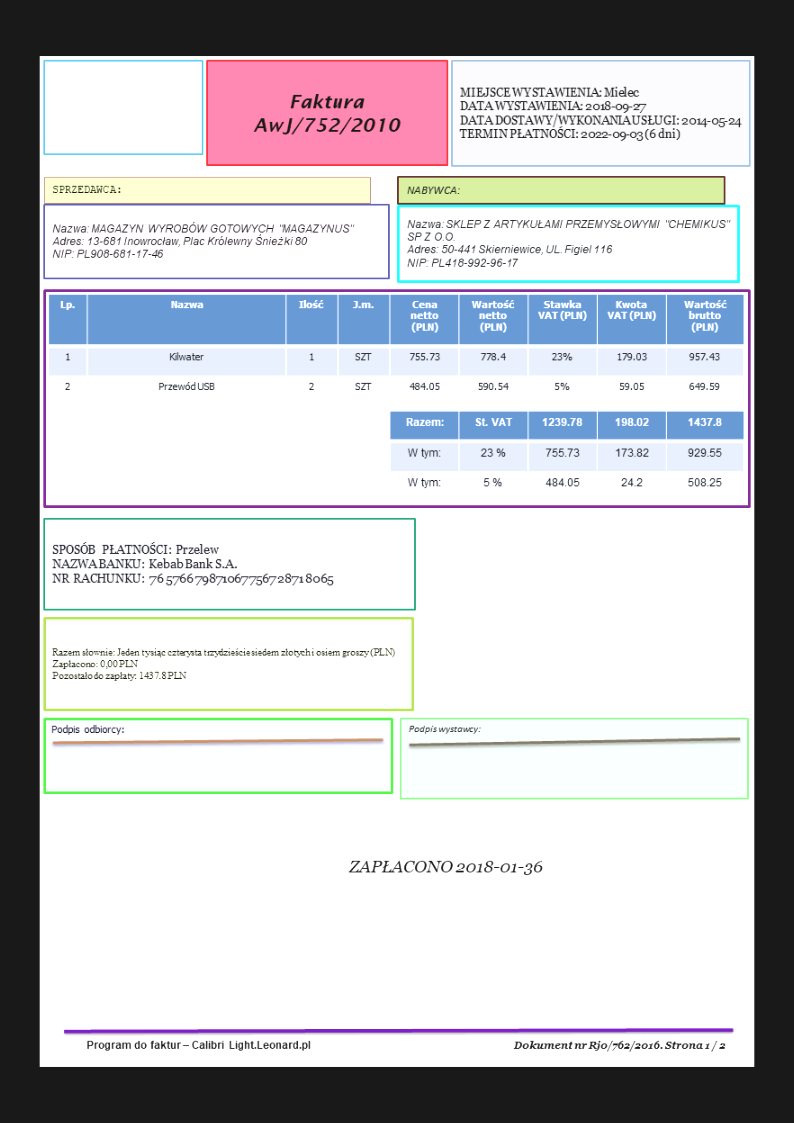 Faktura
AwJ/752/2010
MIEJSCE WYSTAWIENIA: Mielec
DATA WYSTAWIENIA: 2018-09-27
DATA DOSTAWY/WYKONANIA USŁUGI: 2014-05-24
TERMIN PŁATNOŚCI: 2022-09-03 (6 dni)
SPRZEDAWCA:
Nazwa: MAGAZYN WYROBÓW GOTOWYCH "MAGAZYNUS"
Adres: 13-681 Inowrocław, Plac Królewny Śnieżki 80
NIP: PL908-681-17-46
NABYWCA:
Nazwa: SKLEP Z ARTYKUŁAMI PRZEMYSŁOWYMI "CHEMIKUS"
SP Z O.O.
Adres: 50-441 Skierniewice, UL. Figiel 116
NIP: PL418-992-96-17
Lp. Nazwa Ilość J.m. Cena netto (PLN) Wartość netto (PLN) Stawka VAT (PLN) Kwota VAT (PLN) Wartość brutto (PLN)
1 Kilwater 1 SZT 755.73 778.4 23% 179.03 957.43
2 Przewód USB 2 SZT 484.05 590.54 5% 59.05 649.59
Razem: St. VAT 1239.78 198.02 1437.8
W tym: 23 % 755.73 173.82 929.55
W tym: 5 % 484.05 24.2 508.25
SPOSÓB PŁATNOŚCI: Przelew
NAZWA BANKU: Kebab Bank S.A.
NR RACHUNKU: 76 5766798710677567 28718065
Razem słownie: Jeden tysiąc czterysta trzydzieście siedem złotych i osiem groszy (PLN)
Zapłacono: 0,00 PLN
Pozostało do zapłaty: 1437.8 PLN
Podpis odbiorcy:
Podpis wystawcy:
ZAPŁACONO 2018-01-36
Program do faktur – Calibri Light.Leonard.pl
Dokument nr Rjo/762/2016. Strona 1 / 2